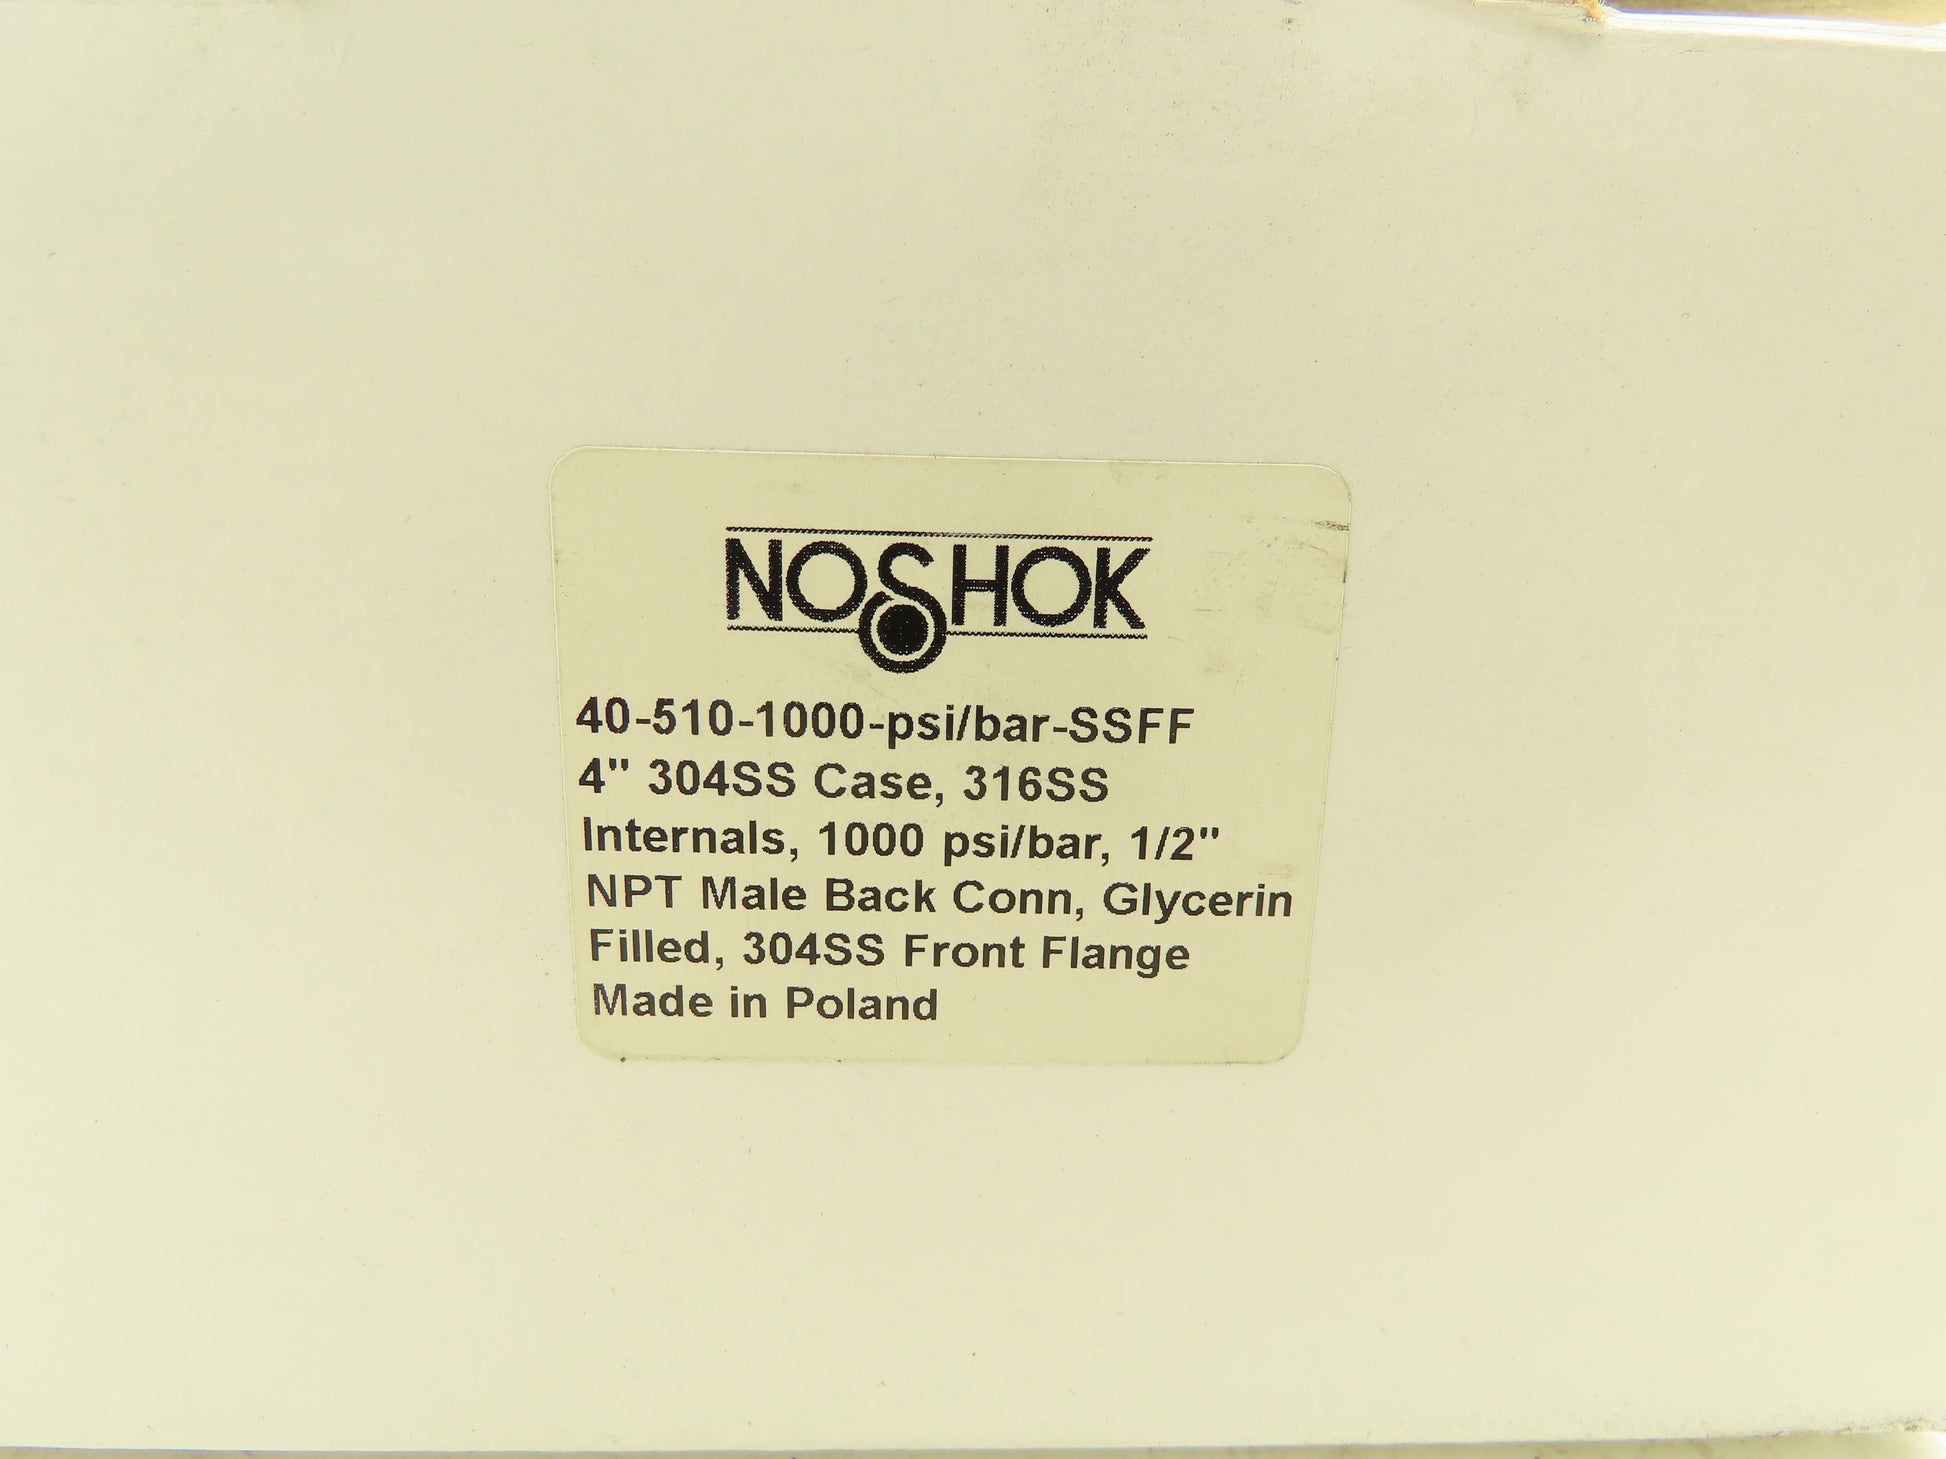 NOSHOK
40-510-1000-psi/bar-SSFF
4" 304SS Case, 316SS
Internals, 1000 psi/bar, 1/2"
NPT Male Back Conn, Glycerin
Filled, 304SS Front Flange
Made in Poland